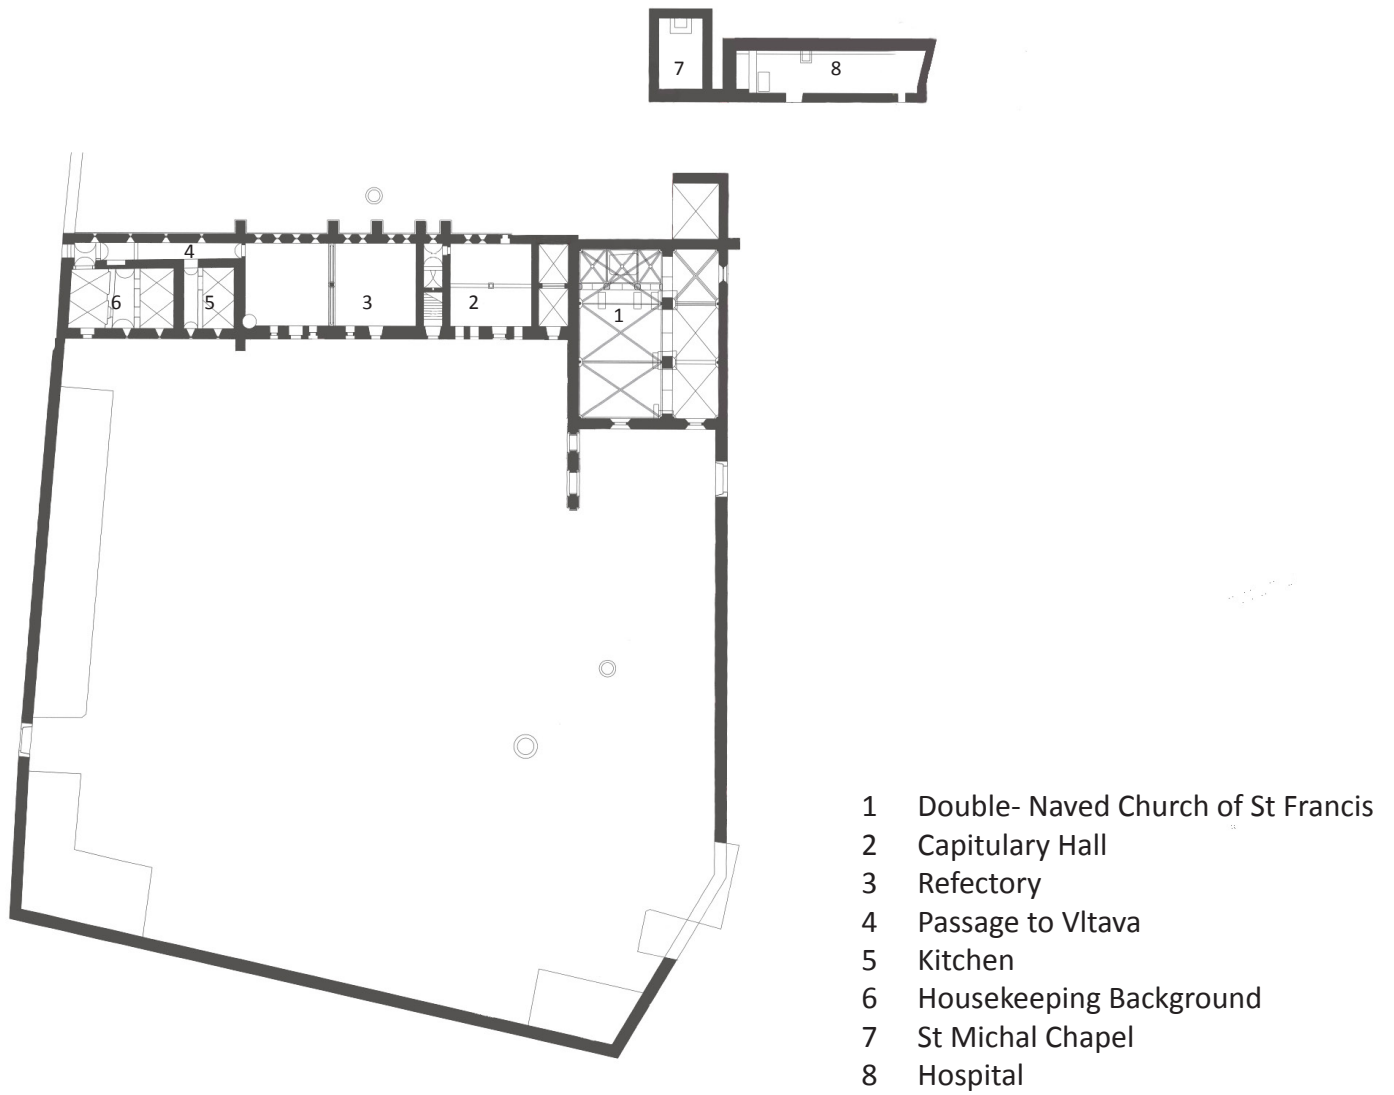 7
8
4
6
5
3
2
1
1 Double- Naved Church of St Francis
2 Capitulary Hall
3 Refectory
4 Passage to Vltava
5 Kitchen
6 Housekeeping Background
7 St Michal Chapel
8 Hospital